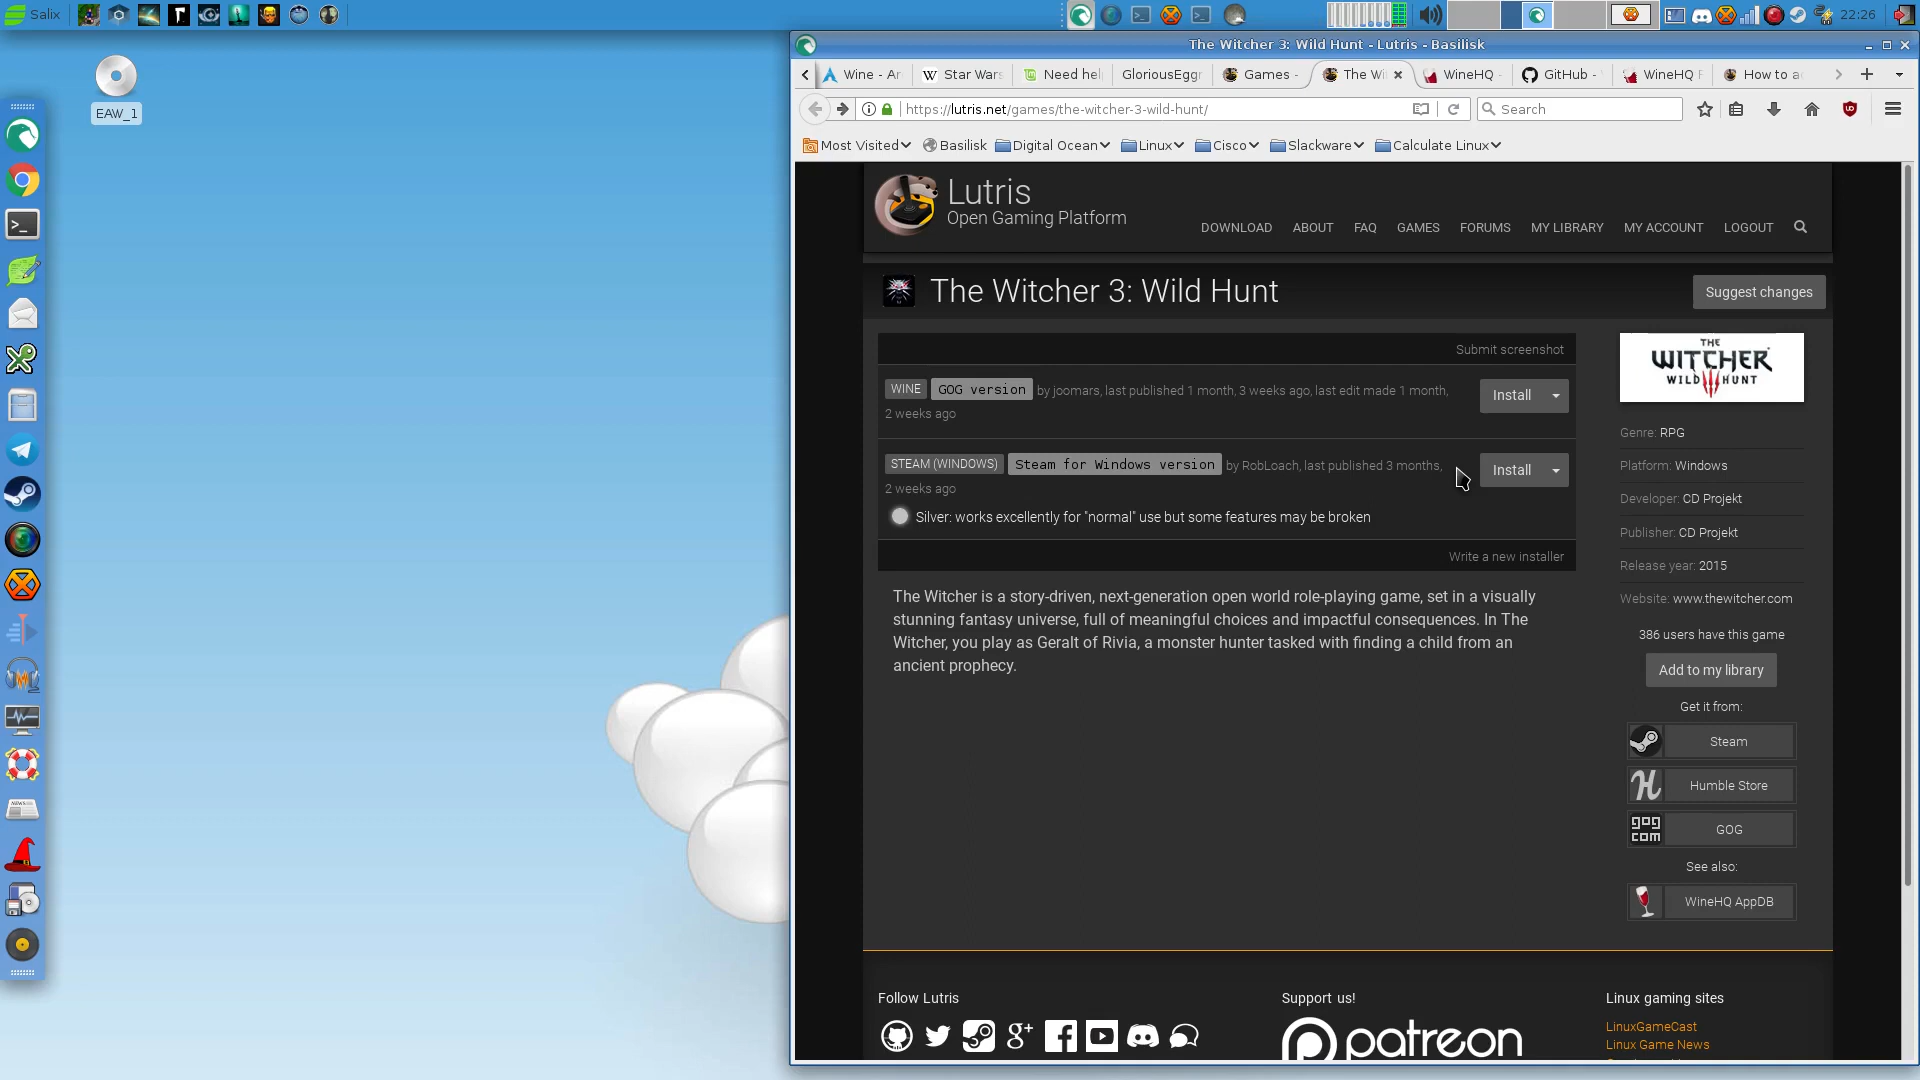 Salix
22:26
EAW_1
The Witcher 3: Wild Hunt - Lutris - Basilisk
Wine - Ar
Star Wars
Need hel
GloriousEggr
Games -
The Wi
WineHQ -
GitHub -
WineHQ F
How to a
https://lutris.net/games/the-witcher-3-wild-hunt/
Search
Most Visited
Basilisk
Digital Ocean
Linux
Cisco
Slackware
Calculate Linux
Lutris
Open Gaming Platform
DOWNLOAD ABOUT FAQ GAMES FORUMS MY LIBRARY MY ACCOUNT LOGOUT
The Witcher 3: Wild Hunt
Suggest changes
Submit screenshot
WINE GOG version by joomars, last published 1 month, 3 weeks ago, last edit made 1 month,
2 weeks ago
Install
STEAM (WINDOWS) Steam for Windows version by RobLoach, last published 3 months,
2 weeks ago
Install
Silver: works excellently for "normal" use but some features may be broken
Write a new installer
The Witcher is a story-driven, next-generation open world role-playing game, set in a visually
stunning fantasy universe, full of meaningful choices and impactful consequences. In The
Witcher, you play as Geralt of Rivia, a monster hunter tasked with finding a child from an
ancient prophecy.
THE
WITCHER
WILD HUNT
Genre: RPG
Platform: Windows
Developer: CD Projekt
Publisher: CD Projekt
Release year: 2015
Website: www.thewitcher.com
386 users have this game
Add to my library
Get it from:
Steam
Humble Store
gog
com
GOG
See also:
WineHQ AppDB
Follow Lutris
Support us!
patreon
Linux gaming sites
LinuxGameCast
Linux Game News